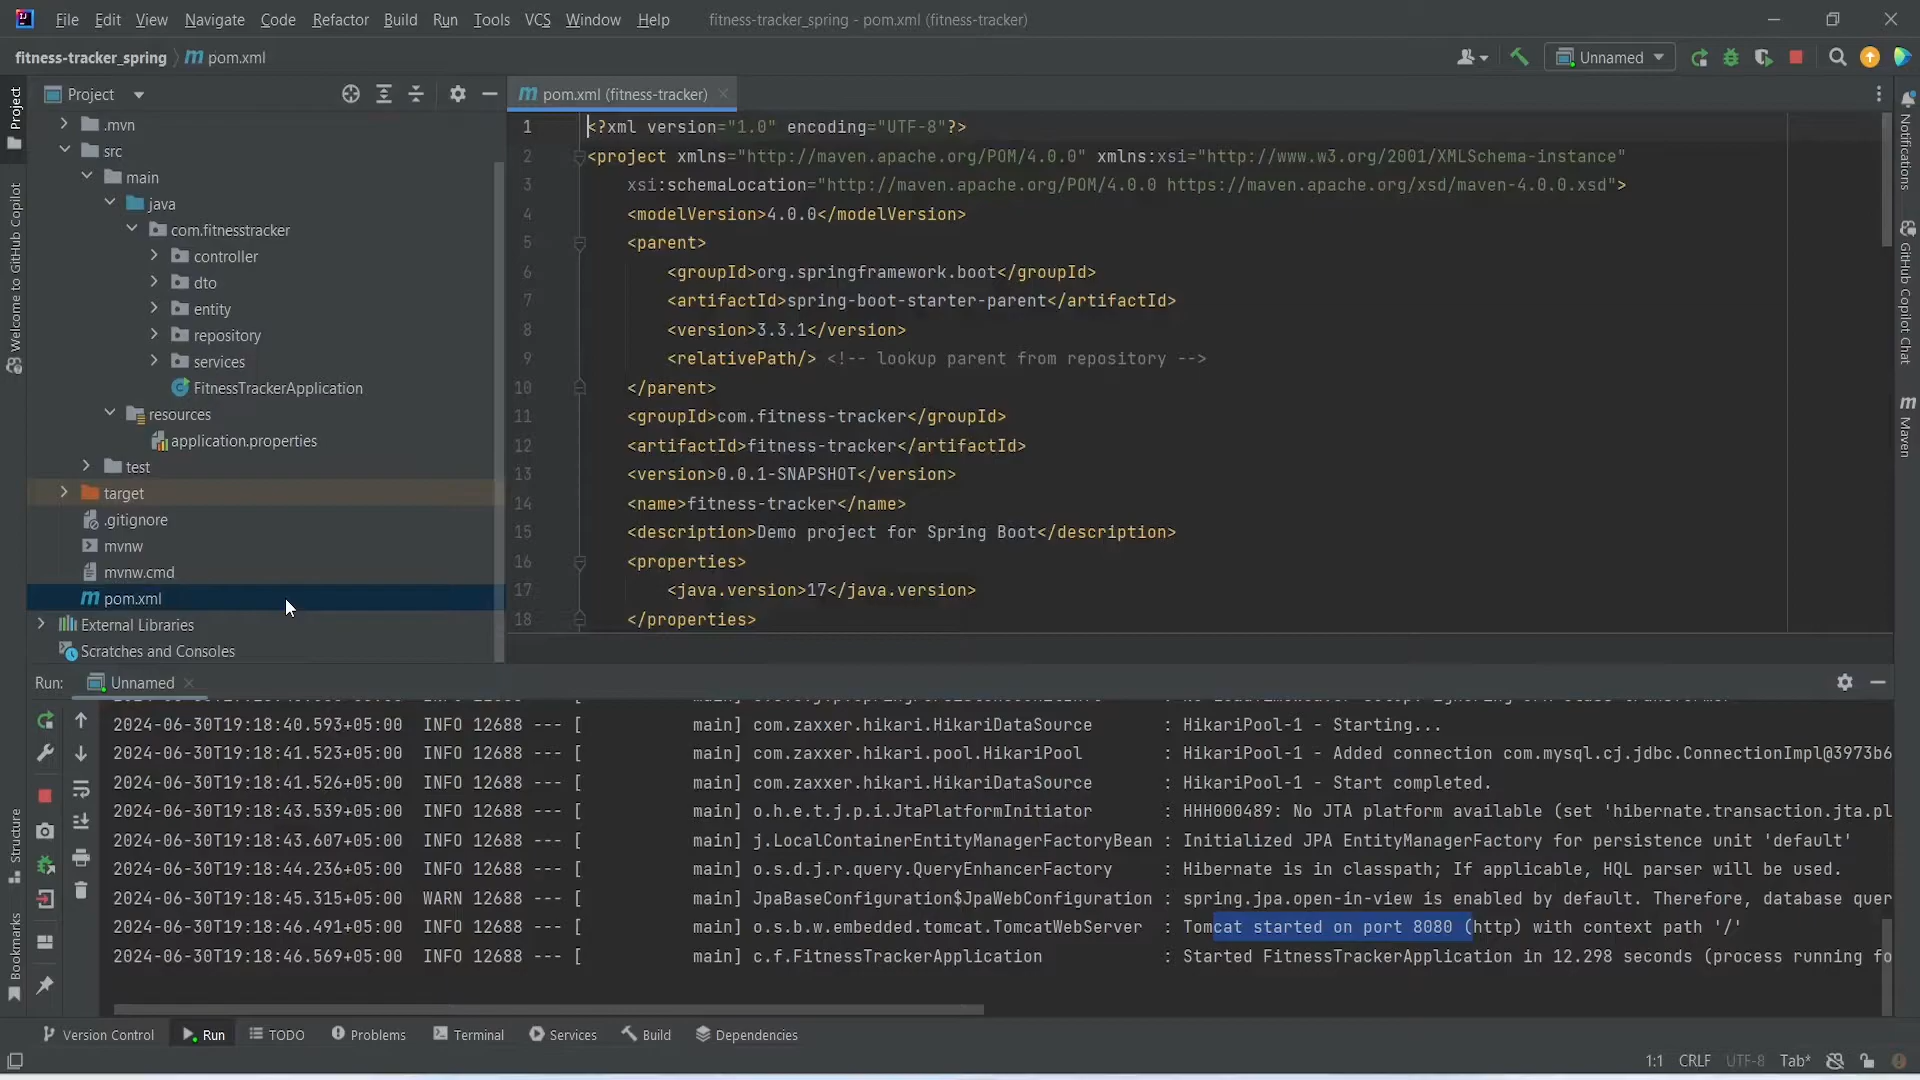 File Edit View Navigate Code Refactor Build Run Tools VCS Window Help fitness-tracker_spring - pom.xml (fitness-tracker)
fitness-tracker_spring pom.xml Unnamed
Project
pom.xml (fitness-tracker)
.mvn
src
main
java
com.fitnesstracker
controller
dto
entity
repository
services
FitnessTrackerApplication
resources
application.properties
test
target
.gitignore
mvnw
mvnw.cmd
pom.xml
External Libraries
Scratches and Consoles
1 <?xml version="1.0" encoding="UTF-8"?>
2 <project xmlns="http://maven.apache.org/POM/4.0.0" xmlns:xsi="http://www.w3.org/2001/XMLSchema-instance"
3 xsi:schemaLocation="http://maven.apache.org/POM/4.0.0 https://maven.apache.org/xsd/maven-4.0.0.xsd">
4 <modelVersion>4.0.0</modelVersion>
5 <parent>
6 <groupId>org.springframework.boot</groupId>
7 <artifactId>spring-boot-starter-parent</artifactId>
8 <version>3.3.1</version>
9 <relativePath/> <!-- lookup parent from repository -->
10 </parent>
11 <groupId>com.fitness-tracker</groupId>
12 <artifactId>fitness-tracker</artifactId>
13 <version>0.0.1-SNAPSHOT</version>
14 <name>fitness-tracker</name>
15 <description>Demo project for Spring Boot</description>
16 <properties>
17 <java.version>17</java.version>
18 </properties>
Project
Welcome to GitHub Copilot
Structure
Bookmarks
Notifications
GitHub Copilot Chat
Maven
Run: Unnamed
2024-06-30T19:18:40.593+05:00 INFO 12688 --- [ main] com.zaxxer.hikari.HikariDataSource : HikariPool-1 - Starting...
2024-06-30T19:18:41.523+05:00 INFO 12688 --- [ main] com.zaxxer.hikari.pool.HikariPool : HikariPool-1 - Added connection com.mysql.cj.jdbc.ConnectionImpl@3973b6
2024-06-30T19:18:41.526+05:00 INFO 12688 --- [ main] com.zaxxer.hikari.HikariDataSource : HikariPool-1 - Start completed.
2024-06-30T19:18:43.539+05:00 INFO 12688 --- [ main] o.h.e.t.j.p.i.JtaPlatformInitiator : HHH000489: No JTA platform available (set 'hibernate.transaction.jta.pl
2024-06-30T19:18:43.607+05:00 INFO 12688 --- [ main] j.LocalContainerEntityManagerFactoryBean : Initialized JPA EntityManagerFactory for persistence unit 'default'
2024-06-30T19:18:44.236+05:00 INFO 12688 --- [ main] o.s.d.j.r.query.QueryEnhancerFactory : Hibernate is in classpath; If applicable, HQL parser will be used.
2024-06-30T19:18:45.315+05:00 WARN 12688 --- [ main] JpaBaseConfiguration$JpaWebConfiguration : spring.jpa.open-in-view is enabled by default. Therefore, database quer
2024-06-30T19:18:46.491+05:00 INFO 12688 --- [ main] o.s.b.w.embedded.tomcat.TomcatWebServer : Tomcat started on port 8080 (http) with context path '/'
2024-06-30T19:18:46.569+05:00 INFO 12688 --- [ main] c.f.FitnessTrackerApplication : Started FitnessTrackerApplication in 12.298 seconds (process running fo
Version Control Run TODO Problems Terminal Services Build Dependencies
1:1 CRLF UTF-8 Tab*